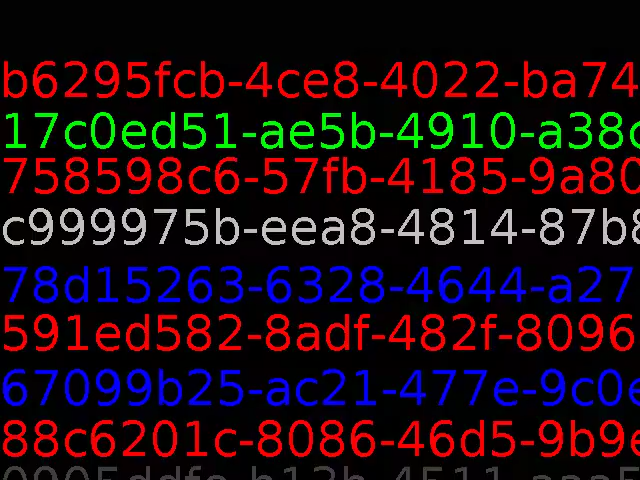 b6295fcb-4ce8-4022-ba74
17c0ed51-ae5b-4910-a38c
758598c6-57fb-4185-9a80
c999975b-eea8-4814-87b8
78d15263-6328-4644-a27
591ed582-8adf-482f-8096
67099b25-ac21-477e-9c0e
88c6201c-8086-46d5-9b9e